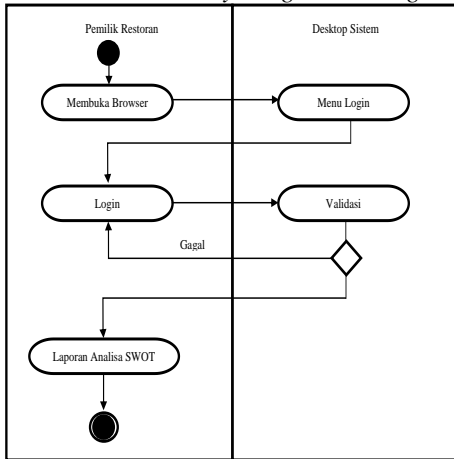 Pemilik Restoran
Desktop Sistem
Membuka Browser
Menu Login
Login
Validasi
Gagal
Laporan Analisa SWOT